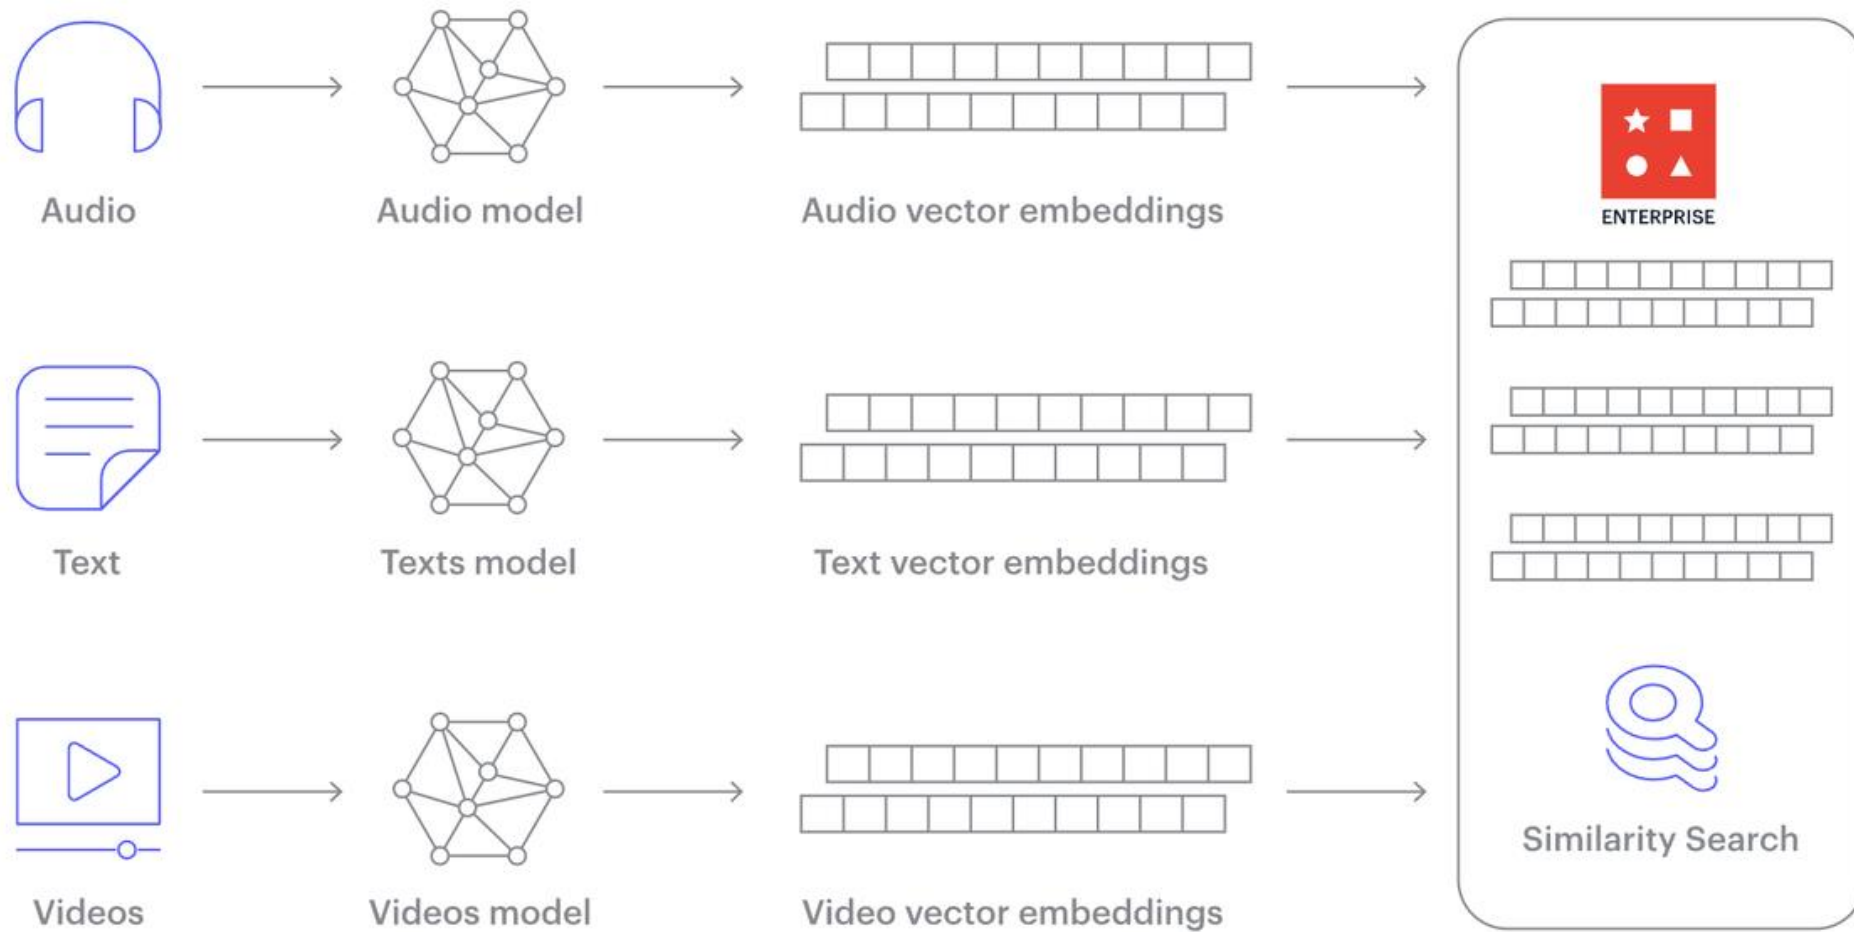 Audio
Audio model
Audio vector embeddings
ENTERPRISE
Text
Texts model
Text vector embeddings
Similarity Search
Videos
Videos model
Video vector embeddings